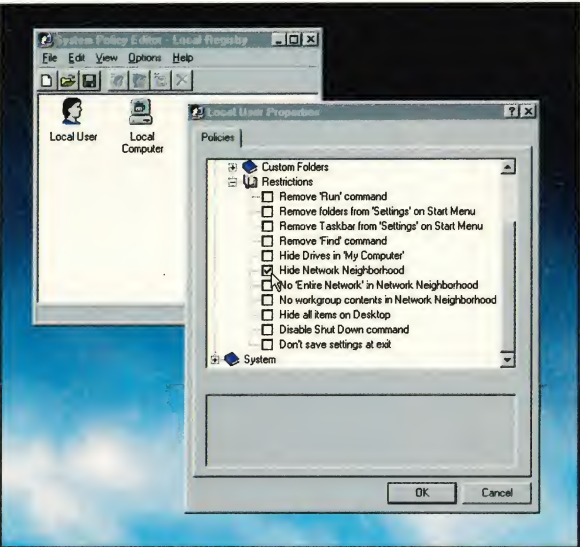 System Policy Editor - Local Registry
File Edit View Options Help
Local User
Local Computer
Local User Properties
Policies
Custom Folders
Restrictions
Remove 'Run' command
Remove folders from 'Settings' on Start Menu
Remove Taskbar from 'Settings' on Start Menu
Remove 'Find' command
Hide Drives in 'My Computer'
Hide Network Neighborhood
No 'Entire Network' in Network Neighborhood
No workgroup contents in Network Neighborhood
Hide all items on Desktop
Disable Shut Down command
Don't save settings at exit
System
OK Cancel